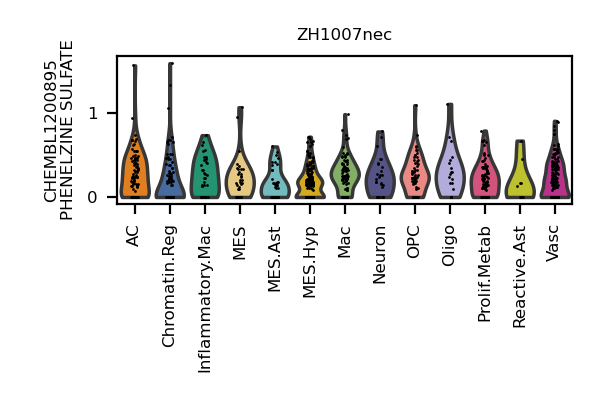 ZH1007nec
CHEMBL1200895
PHENELZINE SULFATE
1
0
AC
Chromatin.Reg
Inflammatory.Mac
MES
MES.Ast
MES.Hyp
Mac
Neuron
OPC
Oligo
Prolif.Metab
Reactive.Ast
Vasc